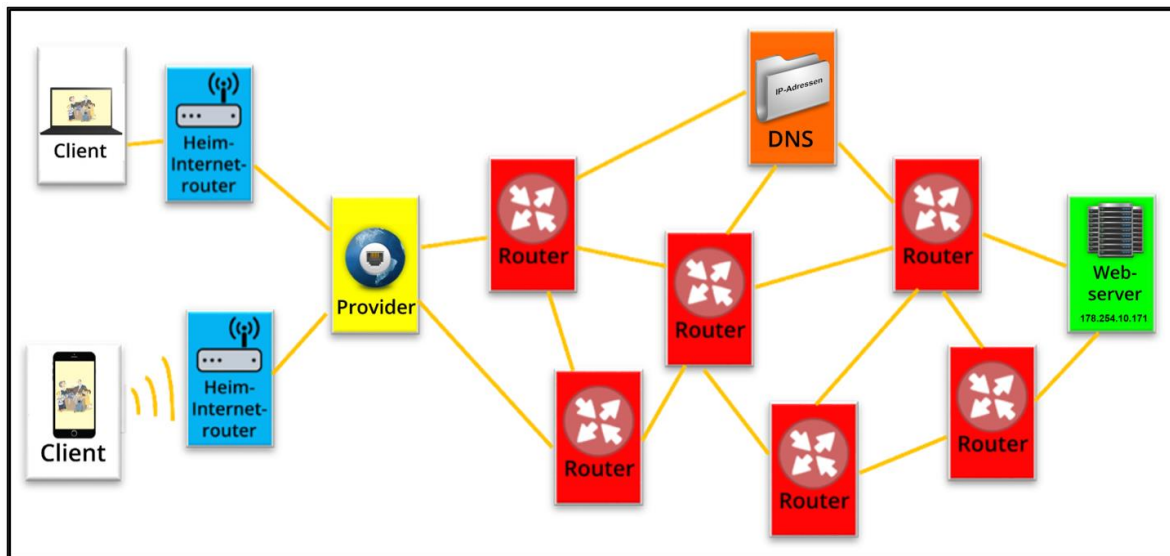 Client
Heim-
Internet-
router
Provider
Client
Heim-
Internet-
router
Router
Router
Router
IP-Adressen
DNS
Router
Router
Router
Web-
server
178.254.10.171